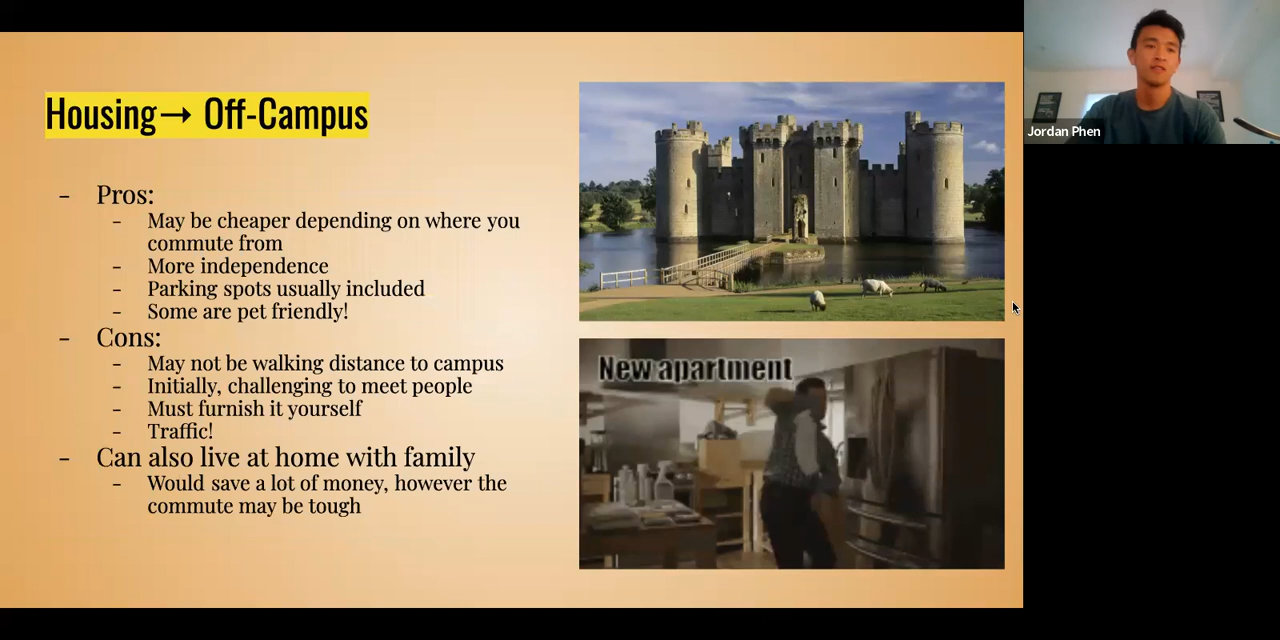 Housing→ Off-Campus
- Pros:
- May be cheaper depending on where you
commute from
- More independence
- Parking spots usually included
- Some are pet friendly!
- Cons:
- May not be walking distance to campus
- Initially, challenging to meet people
- Must furnish it yourself
- Traffic!
- Can also live at home with family
- Would save a lot of money, however the
commute may be tough
New apartment
Jordan Phen